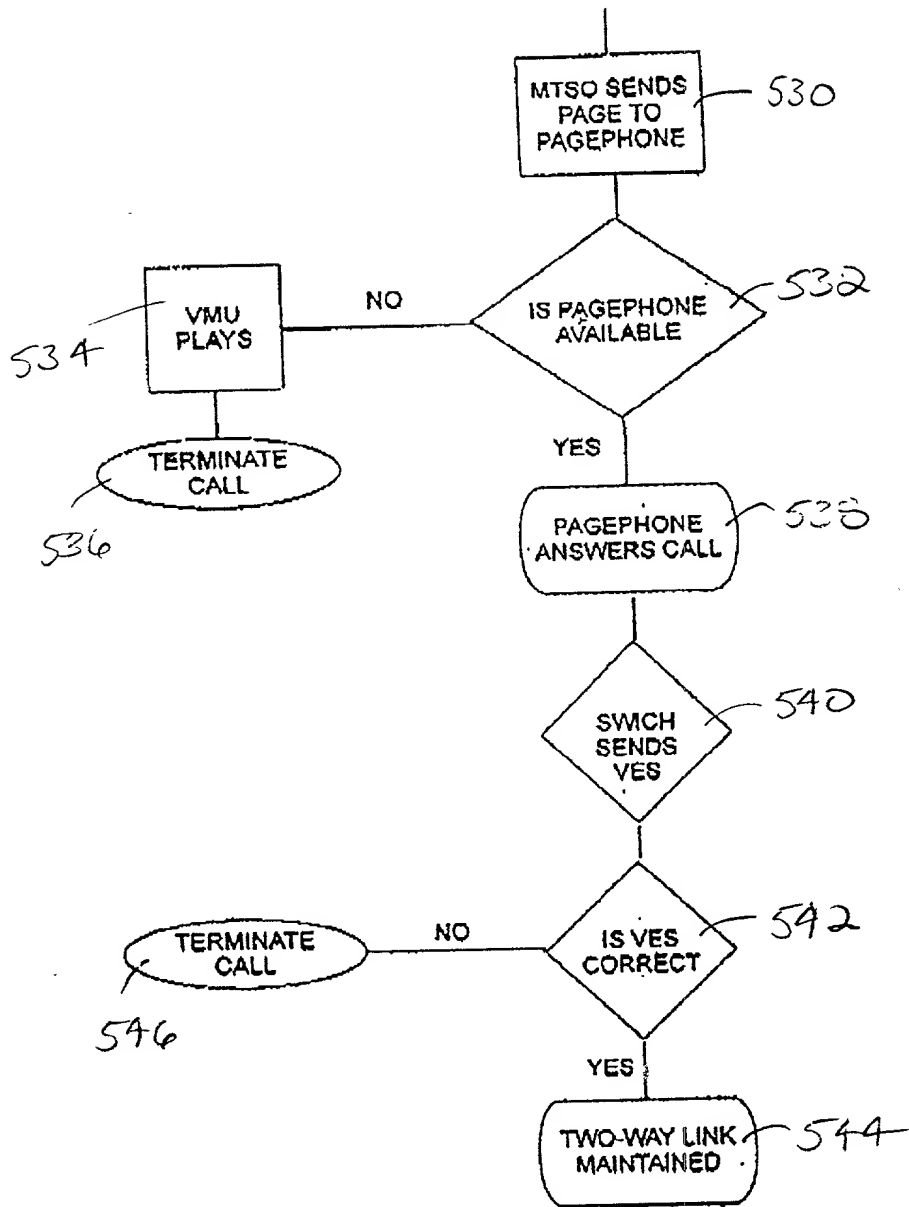 MTSO SENDS
PAGE TO
PAGEPHONE
530
IS PAGEPHONE
AVAILABLE
532
NO
VMU
PLAYS
534
TERMINATE
CALL
536
YES
PAGEPHONE
ANSWERS CALL
538
SWICH
SENDS
VES
540
IS VES
CORRECT
542
NO
TERMINATE
CALL
546
YES
TWO-WAY LINK
MAINTAINED
544